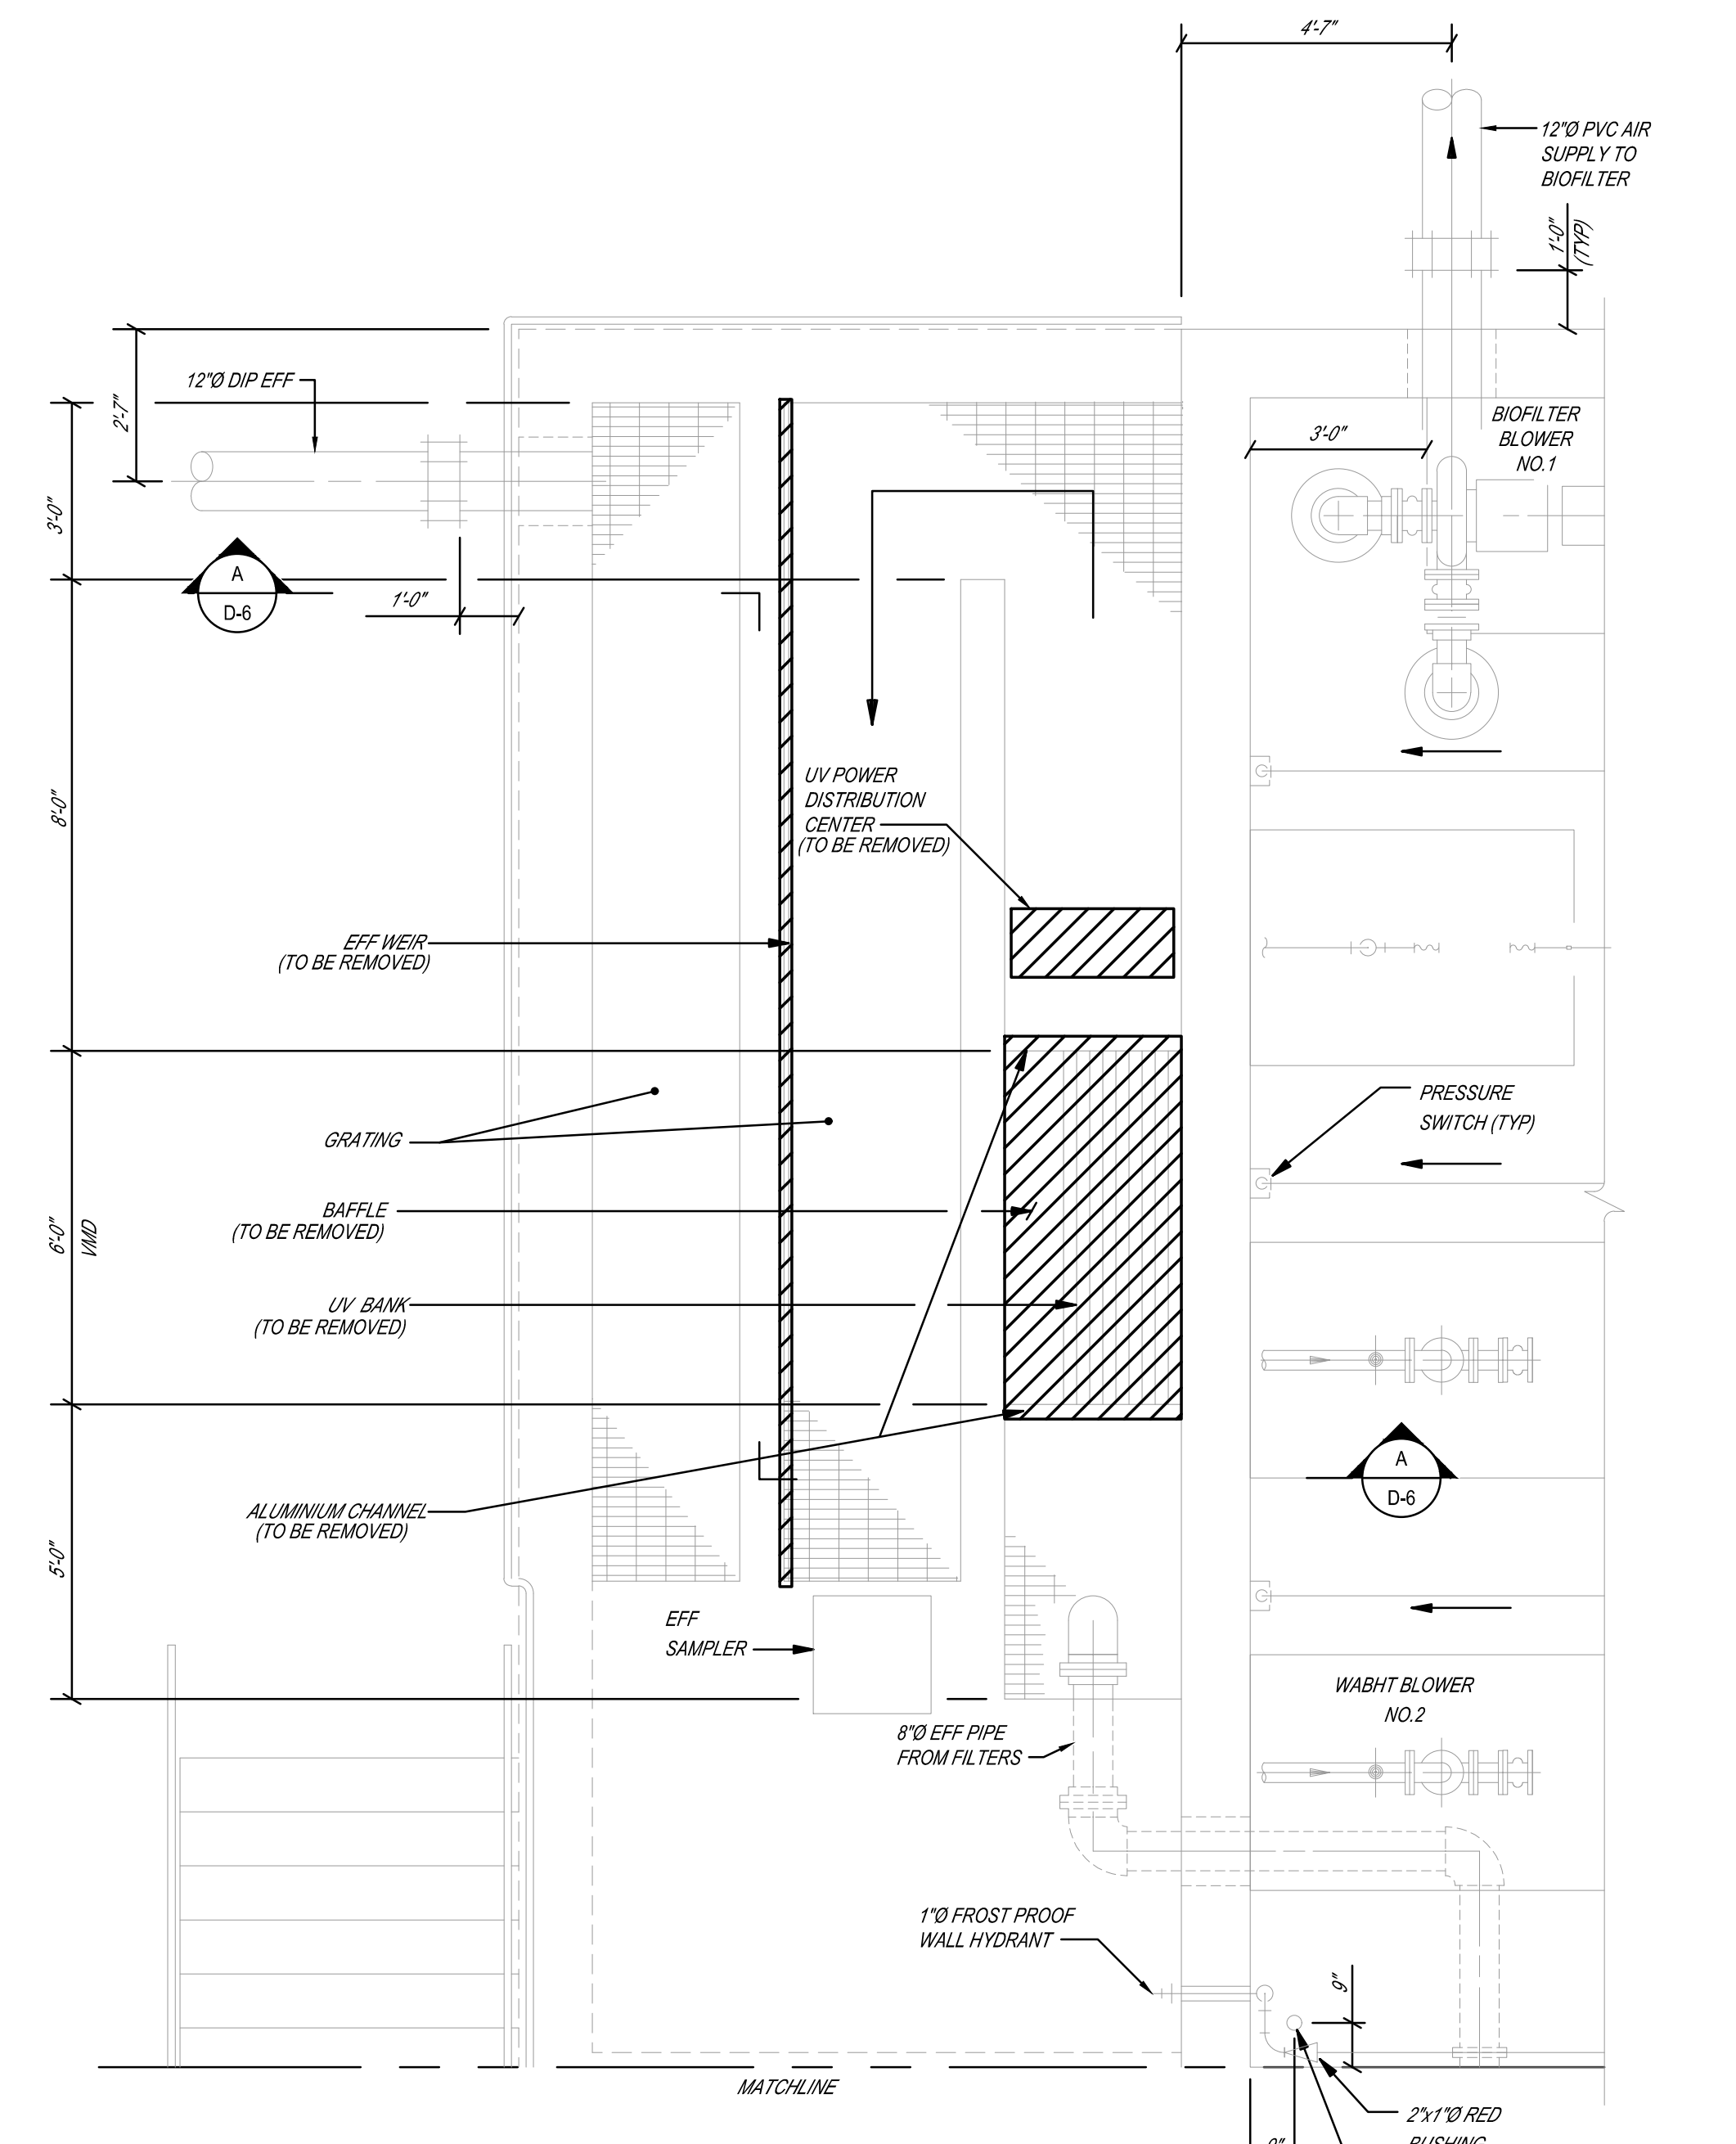 4'-7"
12"Ø PVC AIR
SUPPLY TO
BIOFILTER
1'-0"
(TYP)
2'-7"
12"Ø DIP EFF
3'-0"
BIOFILTER
BLOWER
NO.1
3'-0"
A
D-6
1'-0"
8'-0"
UV POWER
DISTRIBUTION
CENTER
(TO BE REMOVED)
EFF WEIR
(TO BE REMOVED)
GRATING
PRESSURE
SWITCH (TYP)
BAFFLE
(TO BE REMOVED)
6'-0"
VMD
UV BANK
(TO BE REMOVED)
A
D-6
ALUMINIUM CHANNEL
(TO BE REMOVED)
5'-0"
EFF
SAMPLER
WABHT BLOWER
NO.2
8"Ø EFF PIPE
FROM FILTERS
1"Ø FROST PROOF
WALL HYDRANT
9"
MATCHLINE
2"x1"Ø RED
BUSHING